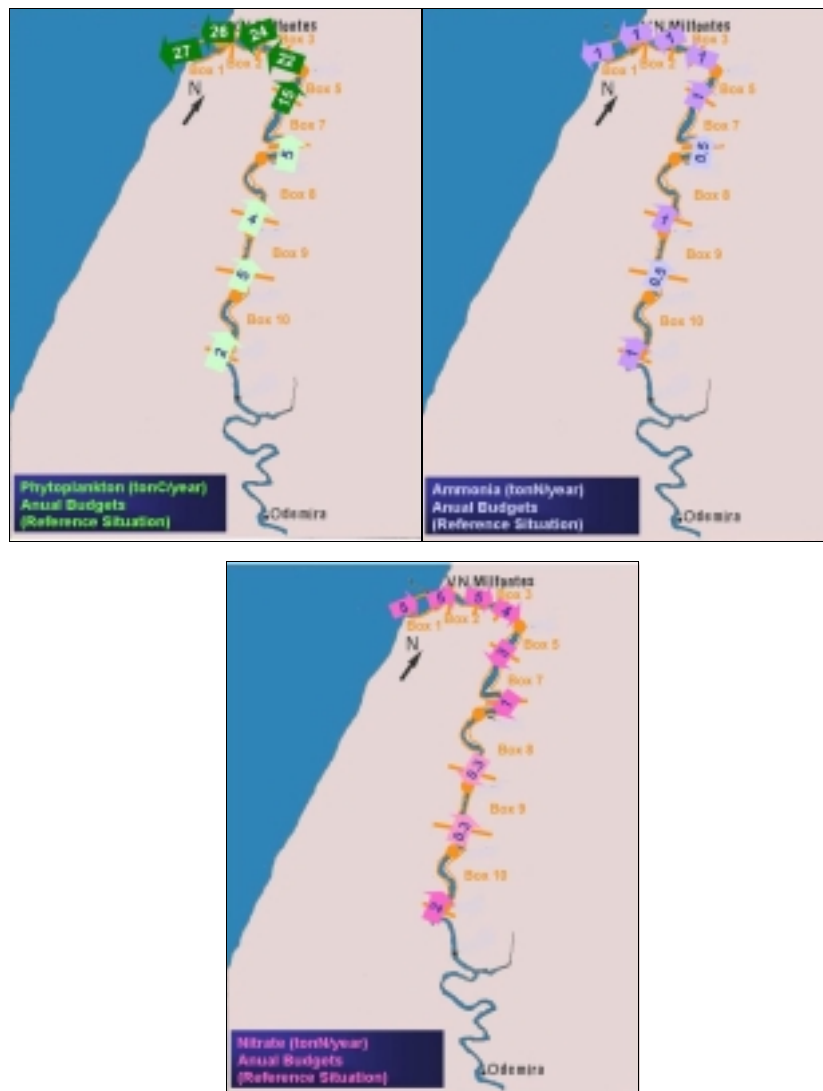 V.N. Milfontes
27
26
24
22
15
5
4
5
2
Box 1
Box 2
Box 3
Box 5
Box 7
Box 8
Box 9
Box 10
N
Phytoplankton (tonC/year)
Anual Budgets
(Reference Situation)
Odemira
V.N. Milfontes
1
1
1
1
1
0,5
1
0,5
1
Box 1
Box 2
Box 3
Box 5
Box 7
Box 8
Box 9
Box 10
N
Ammonia (tonN/year)
Anual Budgets
(Reference Situation)
Odemira
V.N. Milfontes
5
4
1
0,3
2
Box 1
Box 2
Box 3
Box 5
Box 7
Box 8
Box 9
Box 10
N
Nitrate (tonN/year)
Anual Budgets
(Reference Situation)
Odemira